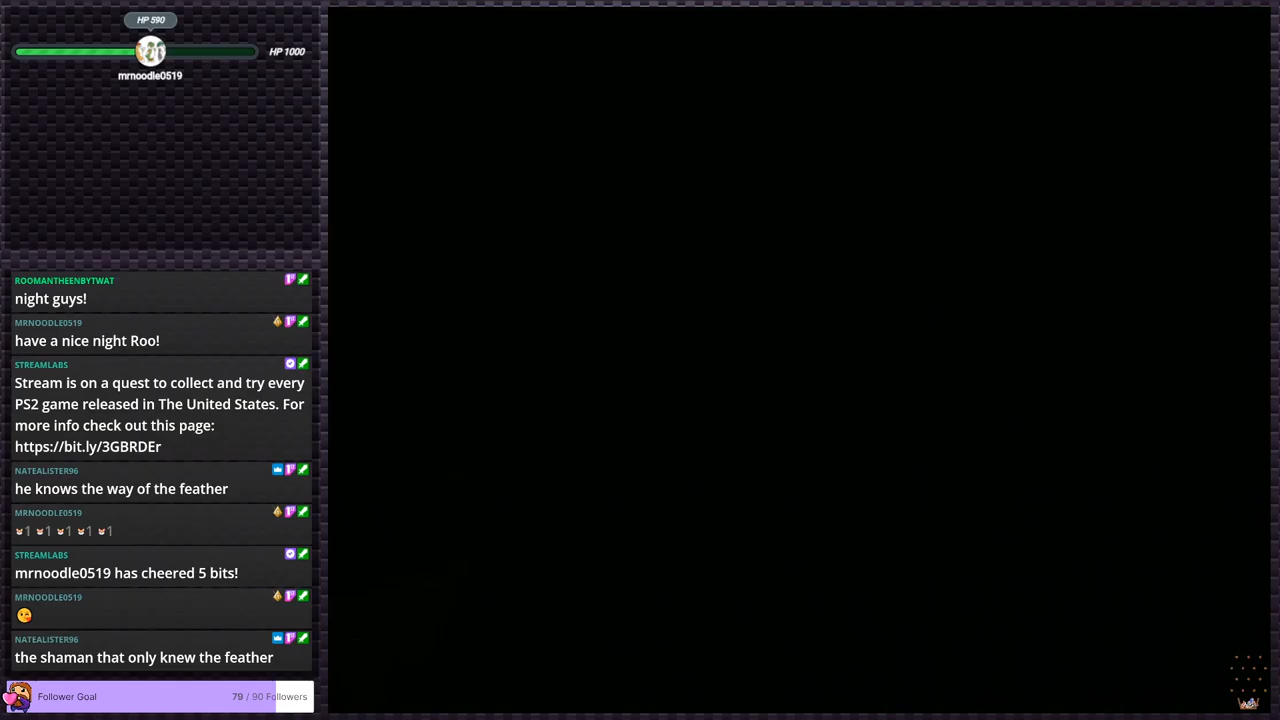 HP 590
HP 1000
mrnoodle0519
ROOMANTHEENBYTWAT
night guys!
MRNOODLE0519
have a nice night Roo!
STREAMLABS
Stream is on a quest to collect and try every
PS2 game released in The United States. For
more info check out this page:
https://bit.ly/3GBRDEr
NATEALISTER96
he knows the way of the feather
MRNOODLE0519
1 1 1 1 1
STREAMLABS
mrnoodle0519 has cheered 5 bits!
MRNOODLE0519
😘
NATEALISTER96
the shaman that only knew the feather
Follower Goal 79 / 90 Followers